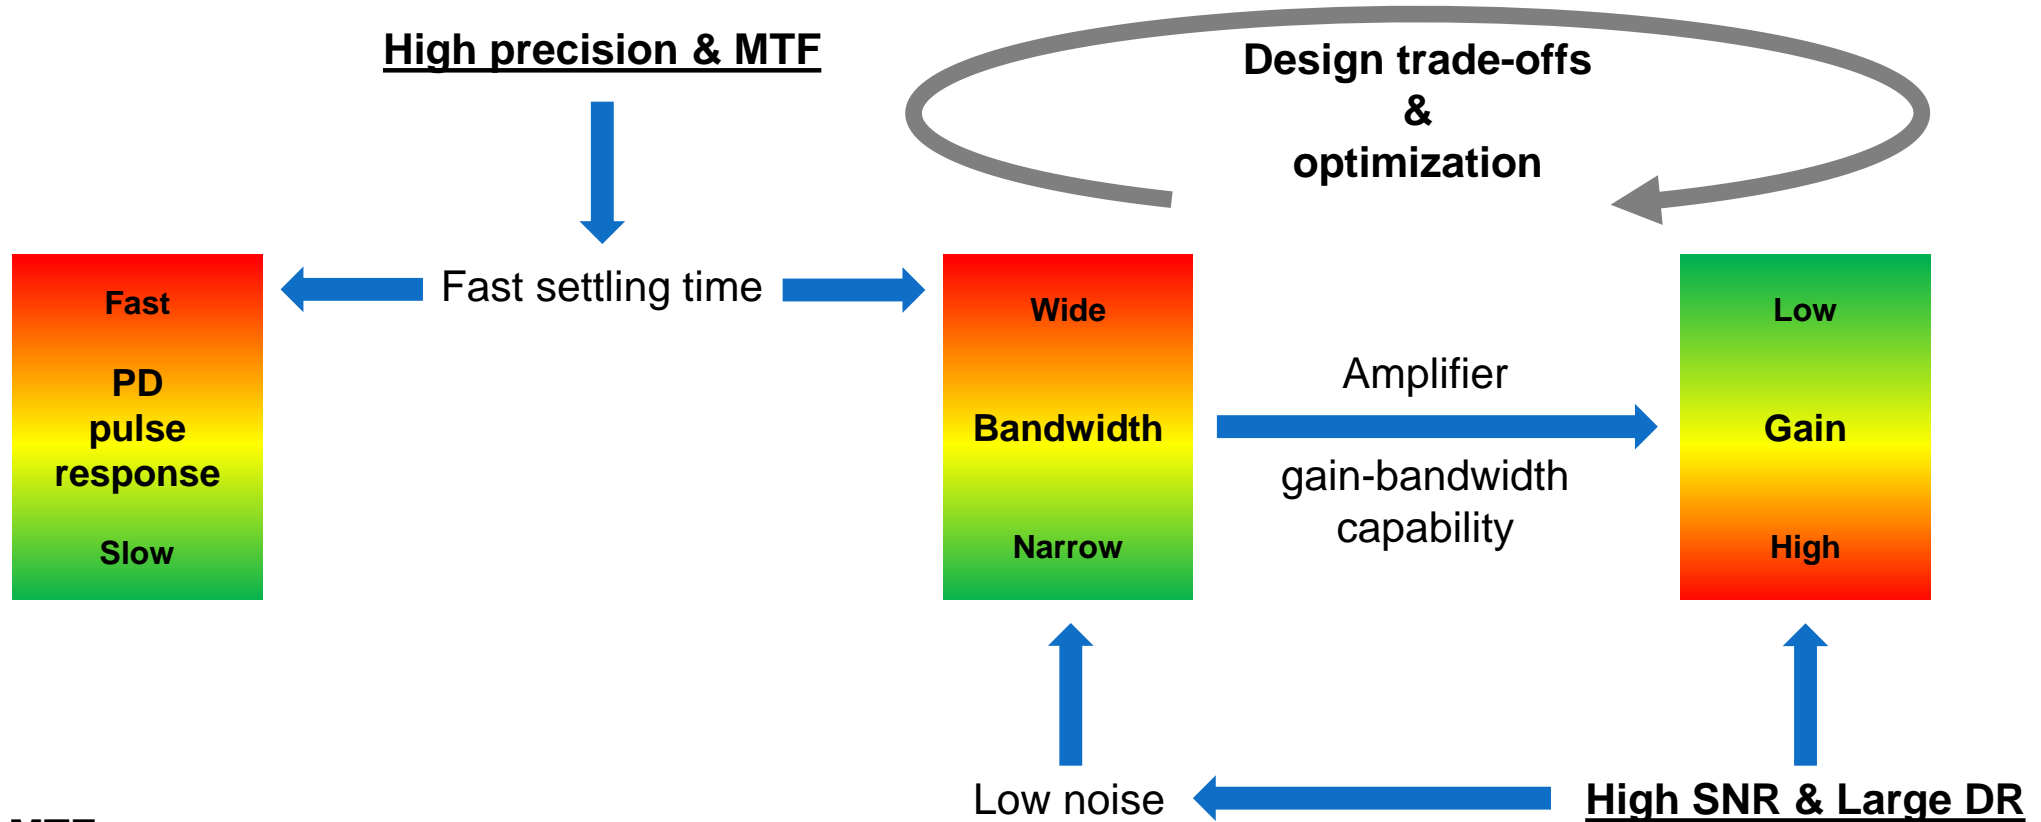 High precision & MTF
Design trade-offs
&
optimization
Fast settling time
Fast
PD
pulse
response
Slow
Wide
Bandwidth
Narrow
Amplifier
gain-bandwidth
capability
Low
Gain
High
Low noise
High SNR & Large DR